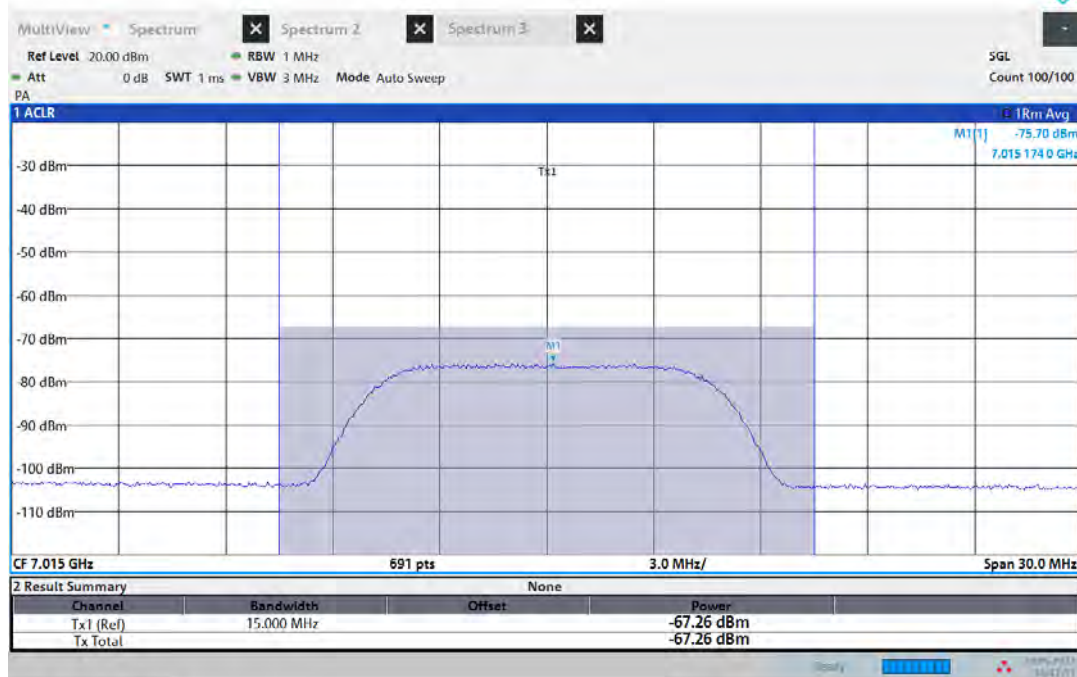 MultiView Spectrum X Spectrum 2 X Spectrum 3 X
Ref Level 20.00 dBm RBW 1 MHz SGL
Att 0 dB SWT 1 ms VBW 3 MHz Mode Auto Sweep Count 100/100
PA
1 ACLR 1Rm Avg
M1[1] -75.70 dBm
7.015 174 0 GHz
Tx1
-30 dBm
-40 dBm
-50 dBm
-60 dBm
-70 dBm
M1
-80 dBm
-90 dBm
-100 dBm
-110 dBm
CF 7.015 GHz 691 pts 3.0 MHz/ Span 30.0 MHz
2 Result Summary None
Channel Bandwidth Offset Power
Tx1 (Ref) 15.000 MHz -67.26 dBm
Tx Total -67.26 dBm
Ready